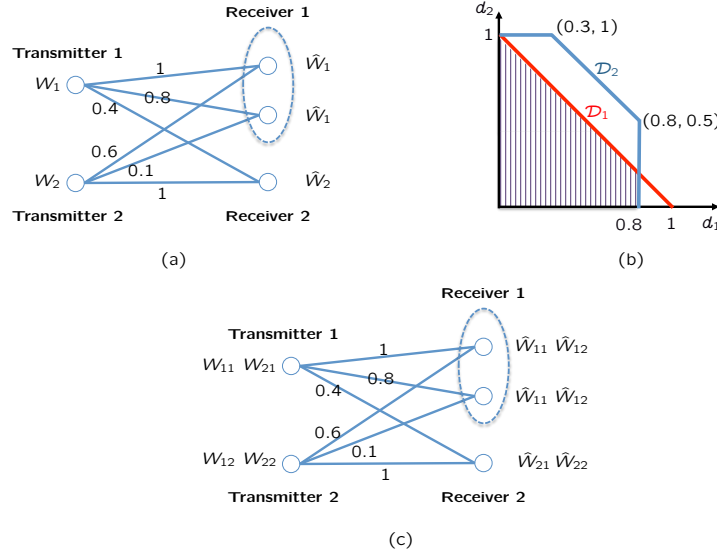 Receiver 1
Transmitter 1
W₁
1
0.8
0.4
0.6
0.1
1
Ŵ₁
Ŵ₁
W₂
Ŵ₂
Transmitter 2
Receiver 2
(a)
d₂
1
(0.3, 1)
𝒟₂
𝒟₁
(0.8, 0.5)
0.8
1
d₁
(b)
Receiver 1
Transmitter 1
W₁₁ W₂₁
1
0.8
0.4
0.6
0.1
1
Ŵ₁₁ Ŵ₁₂
Ŵ₁₁ Ŵ₁₂
W₁₂ W₂₂
Ŵ₂₁ Ŵ₂₂
Transmitter 2
Receiver 2
(c)